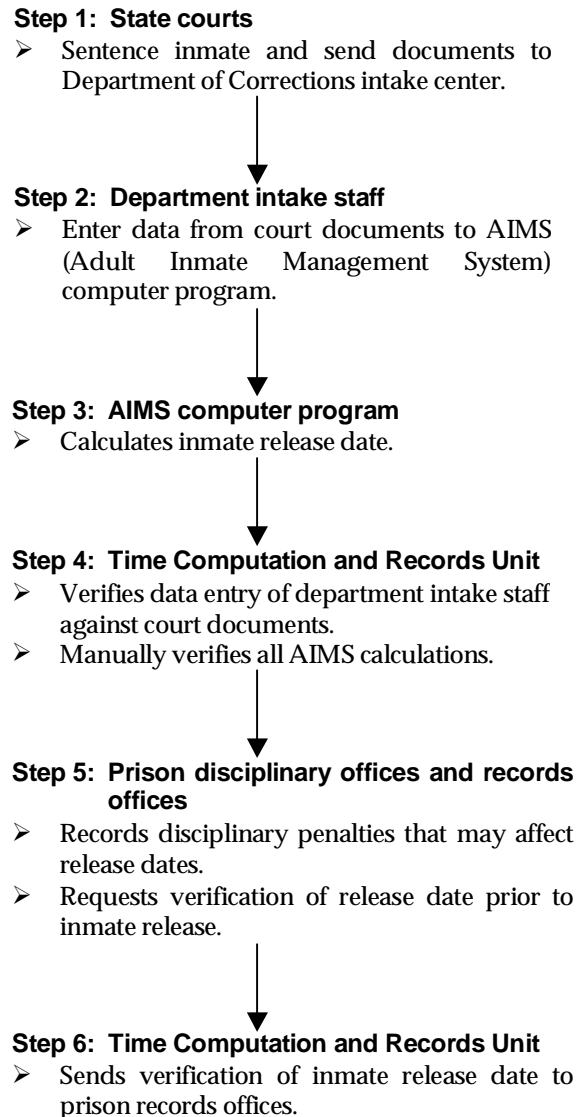 Step 1: State courts
➢ Sentence inmate and send documents to
Department of Corrections intake center.
Step 2: Department intake staff
➢ Enter data from court documents to AIMS
(Adult Inmate Management System)
computer program.
Step 3: AIMS computer program
➢ Calculates inmate release date.
Step 4: Time Computation and Records Unit
➢ Verifies data entry of department intake staff
against court documents.
➢ Manually verifies all AIMS calculations.
Step 5: Prison disciplinary offices and records
offices
➢ Records disciplinary penalties that may affect
release dates.
➢ Requests verification of release date prior to
inmate release.
Step 6: Time Computation and Records Unit
➢ Sends verification of inmate release date to
prison records offices.